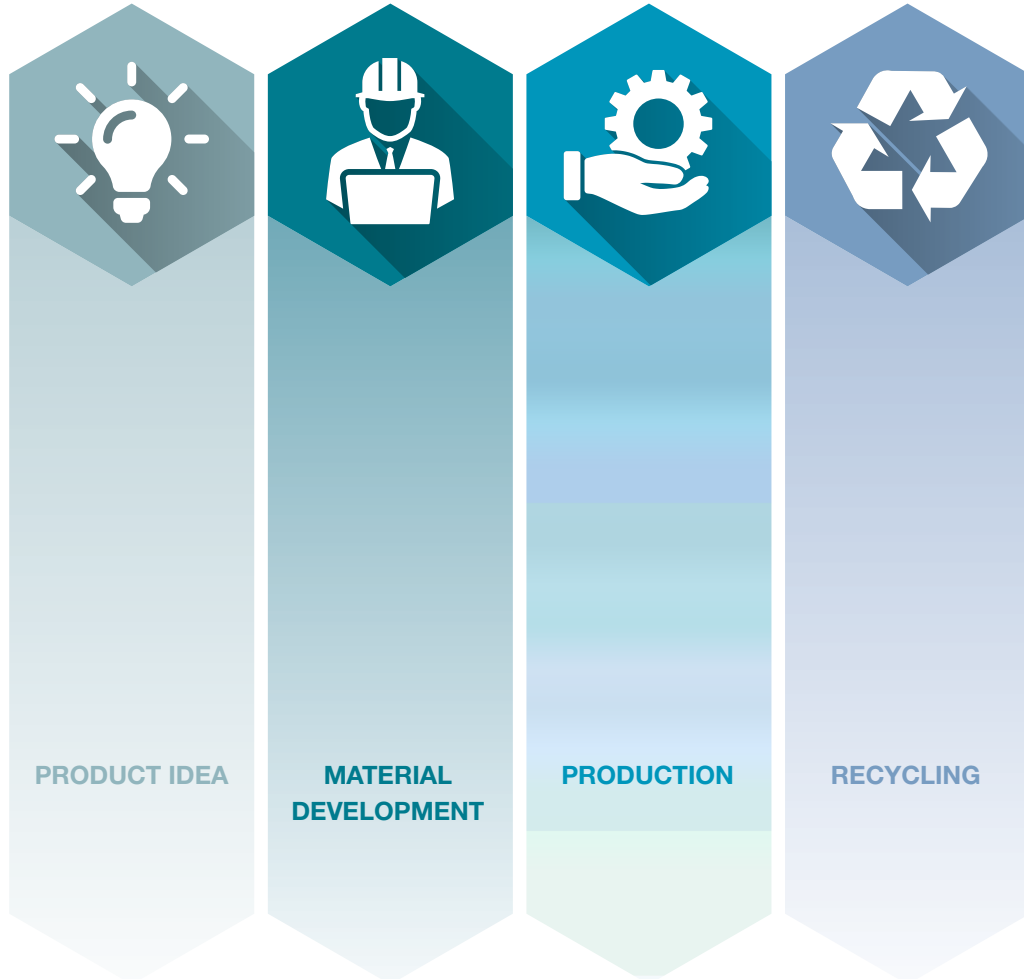 PRODUCT IDEA
MATERIAL
DEVELOPMENT
PRODUCTION
RECYCLING